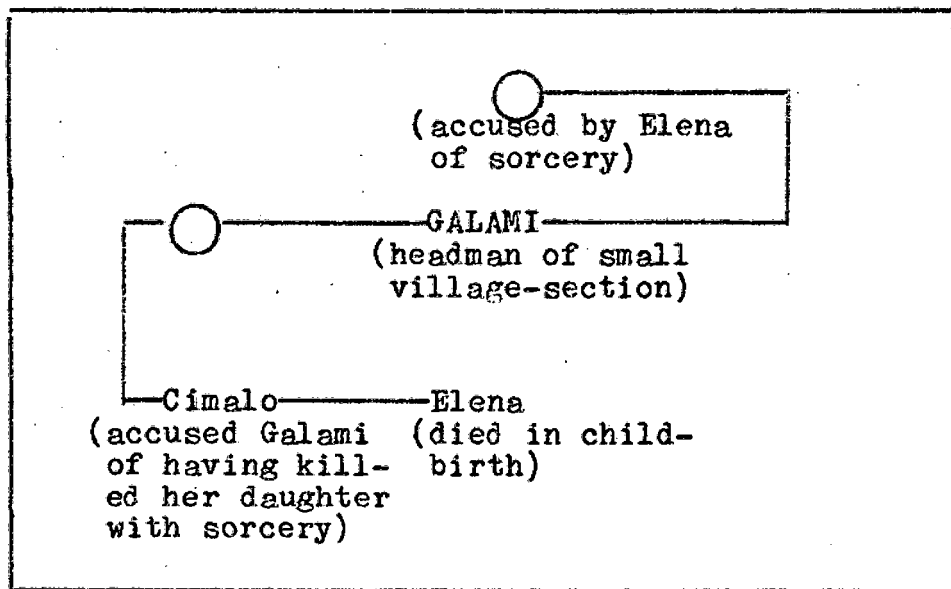 (accused by Elena
of sorcery)
GALAMI
(headman of small
village-section)
Cimalo Elena
(accused Galami (died in child-
of having kill- birth)
ed her daughter
with sorcery)